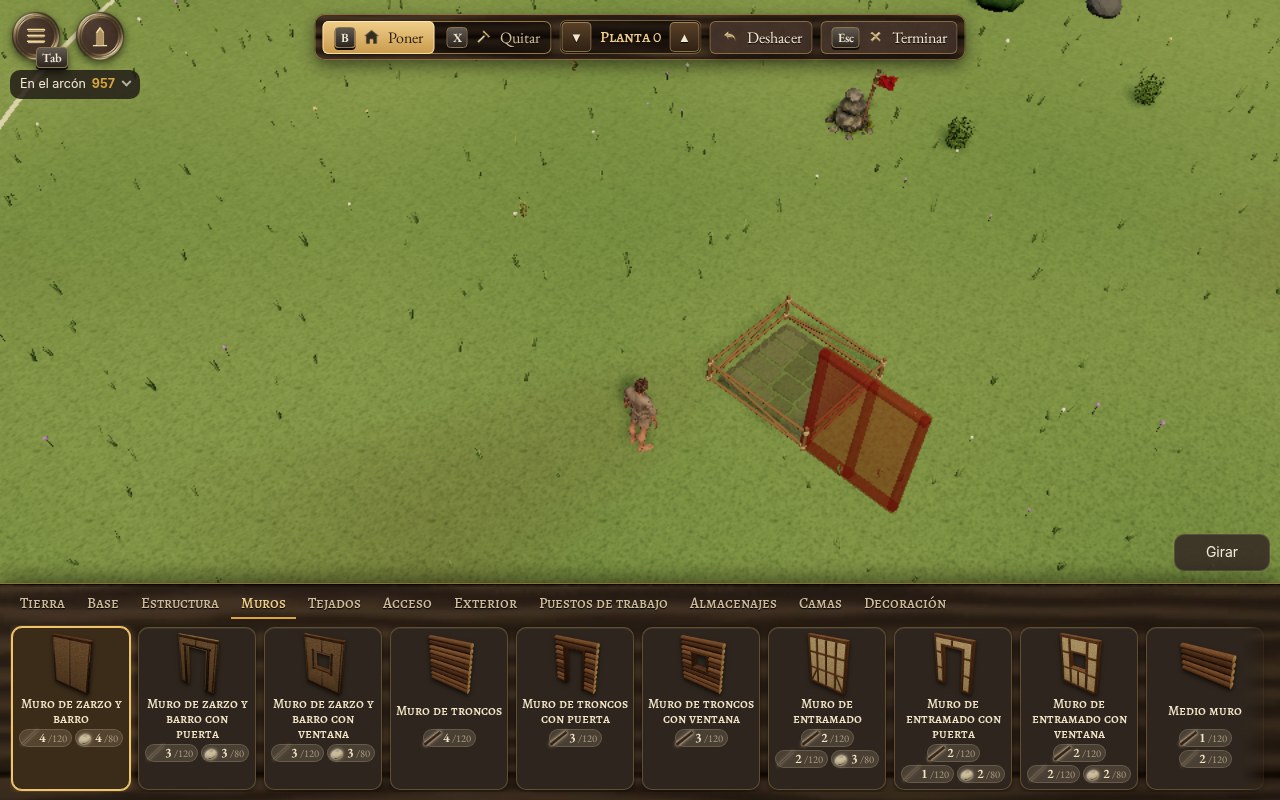 B Poner X Quitar ▼ Planta 0 ▲ Deshacer Esc Terminar
Tab
En el arcón 957
Girar
Tierra Base Estructura Muros Tejados Acceso Exterior Puestos de trabajo Almacenajes Camas Decoración
Muro de zarzo y barro
4 /120 4 /80
Muro de zarzo y barro con puerta
3 /120 3 /80
Muro de zarzo y barro con ventana
3 /120 3 /80
Muro de troncos
4 /120
Muro de troncos con puerta
3 /120
Muro de troncos con ventana
3 /120
Muro de entramado
2 /120
2 /120 3 /80
Muro de entramado con puerta
2 /120
1 /120 2 /80
Muro de entramado con ventana
2 /120
2 /120 2 /80
Medio muro
1 /120
2 /120